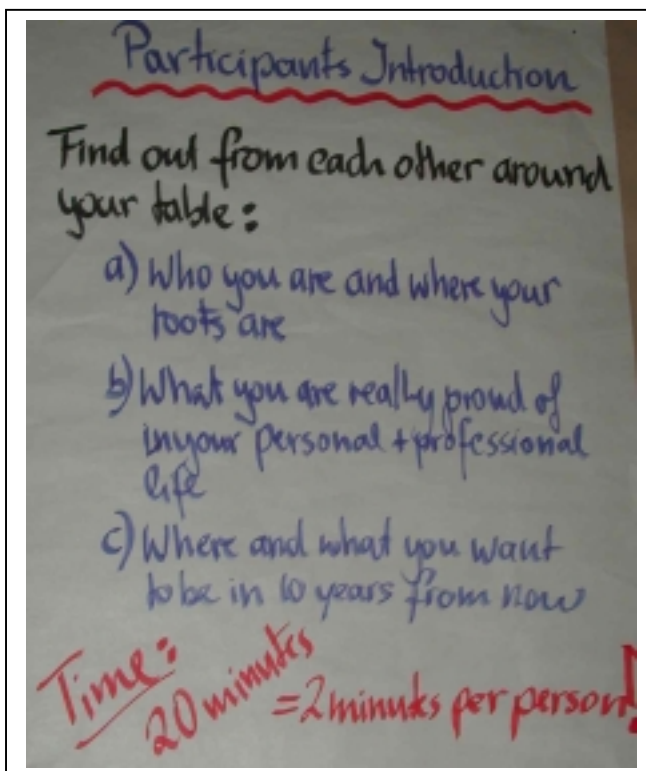 Participants Introduction
Find out from each other around
your table:
a) Who you are and where your
roots are
b) What you are really proud of
in your personal + professional
life
c) Where and what you want
to be in 10 years from now
Time:
20 minutes
= 2 minutes per person!